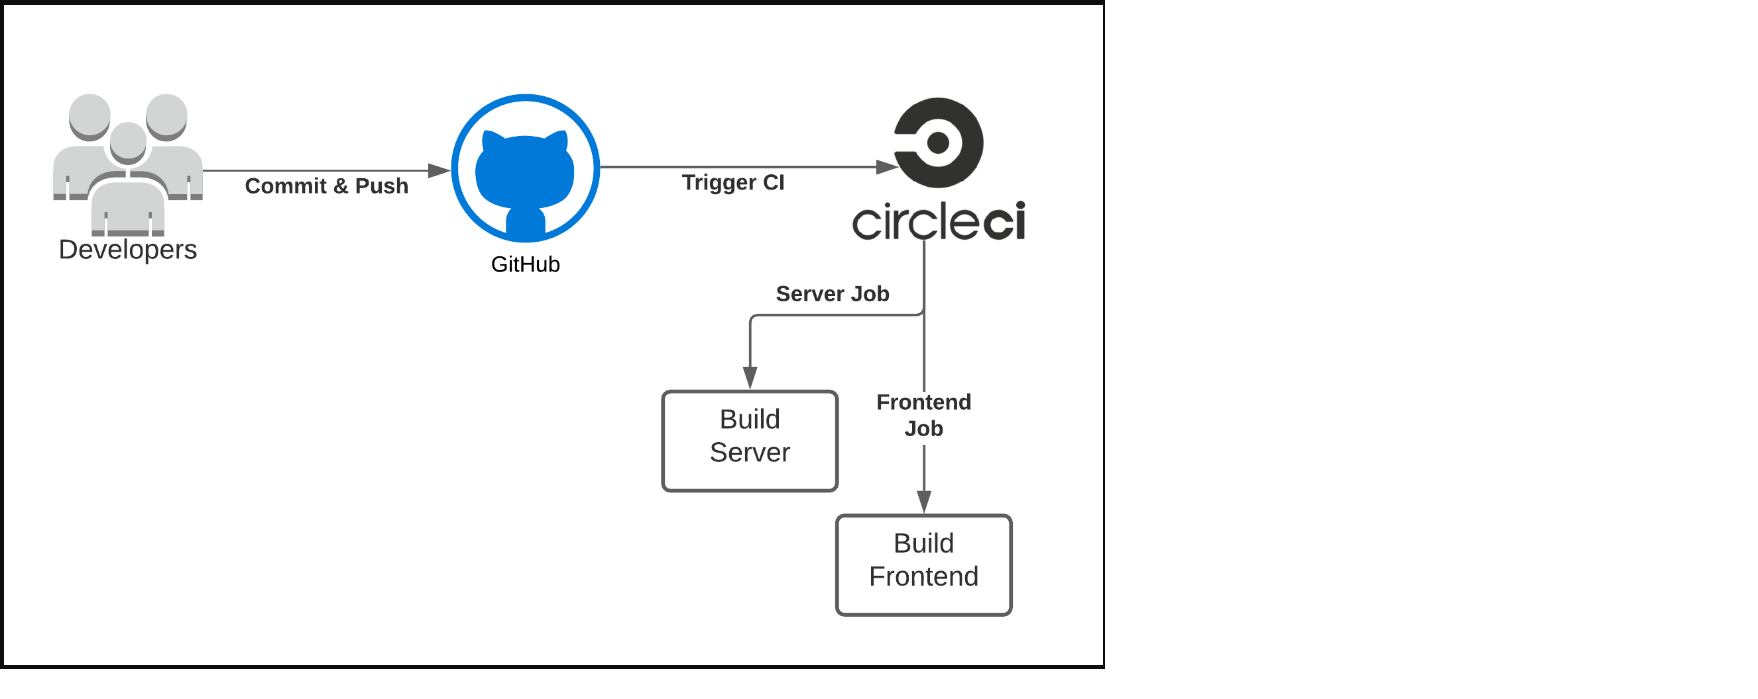 Commit & Push
Trigger CI
Developers
GitHub
circleci
Server Job
Build
Server
Frontend
Job
Build
Frontend